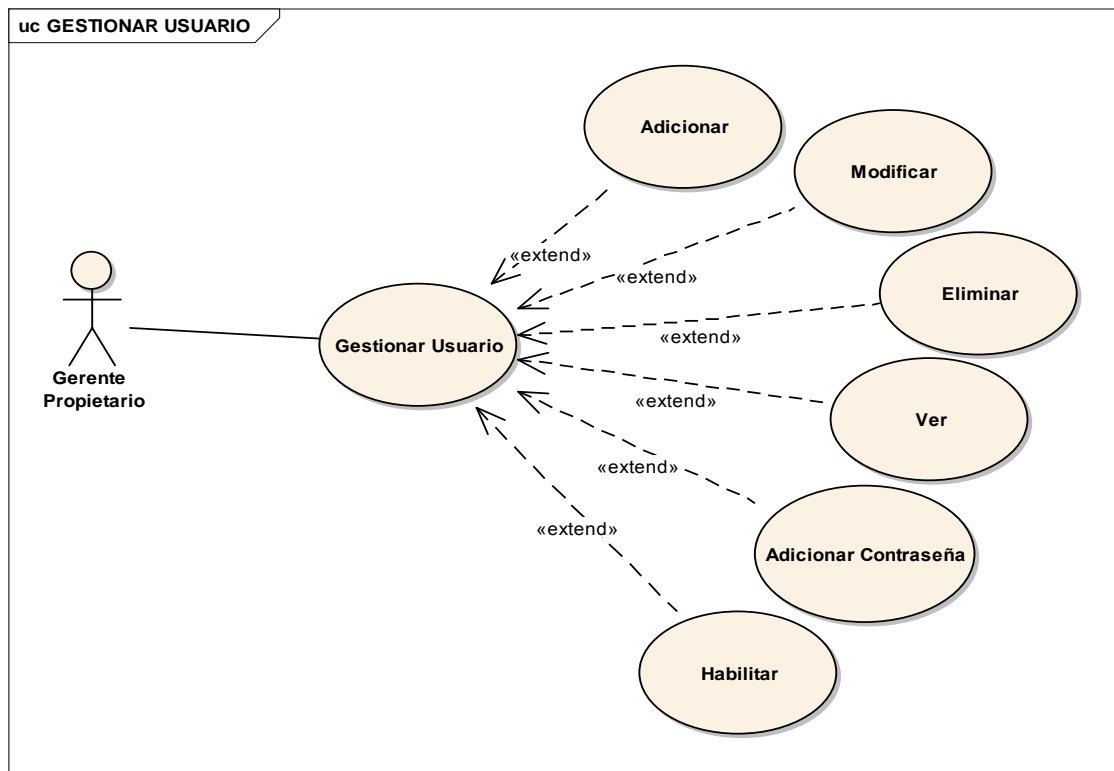 uc GESTIONAR USUARIO
Adicionar
Modificar
«extend»
«extend»
Eliminar
Gestionar Usuario
«extend»
Gerente
Propietario
«extend»
Ver
«extend»
«extend»
Adicionar Contraseña
Habilitar